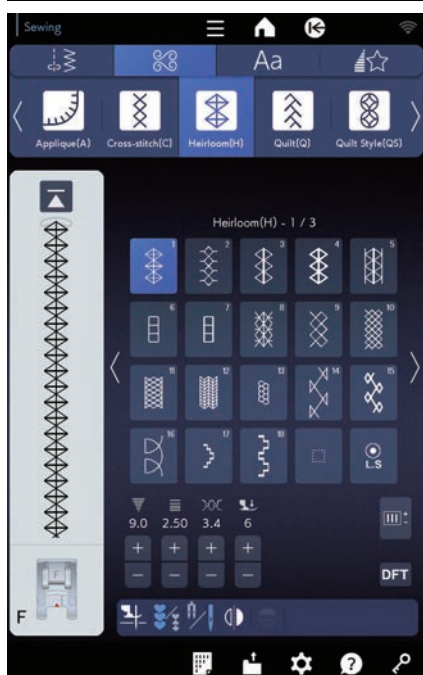 Sewing
Aa
Applique(A) Cross-stitch(C) Heirloom(H) Quilt(Q) Quilt Style(QS)
Heirloom(H) - 1 / 3
1 2 3 4 5
6 7 8 9 10
11 12 13 14 15
16 17 18 L.S
9.0 2.50 3.4 6
+ + + +
- - - -
DFT
F
?